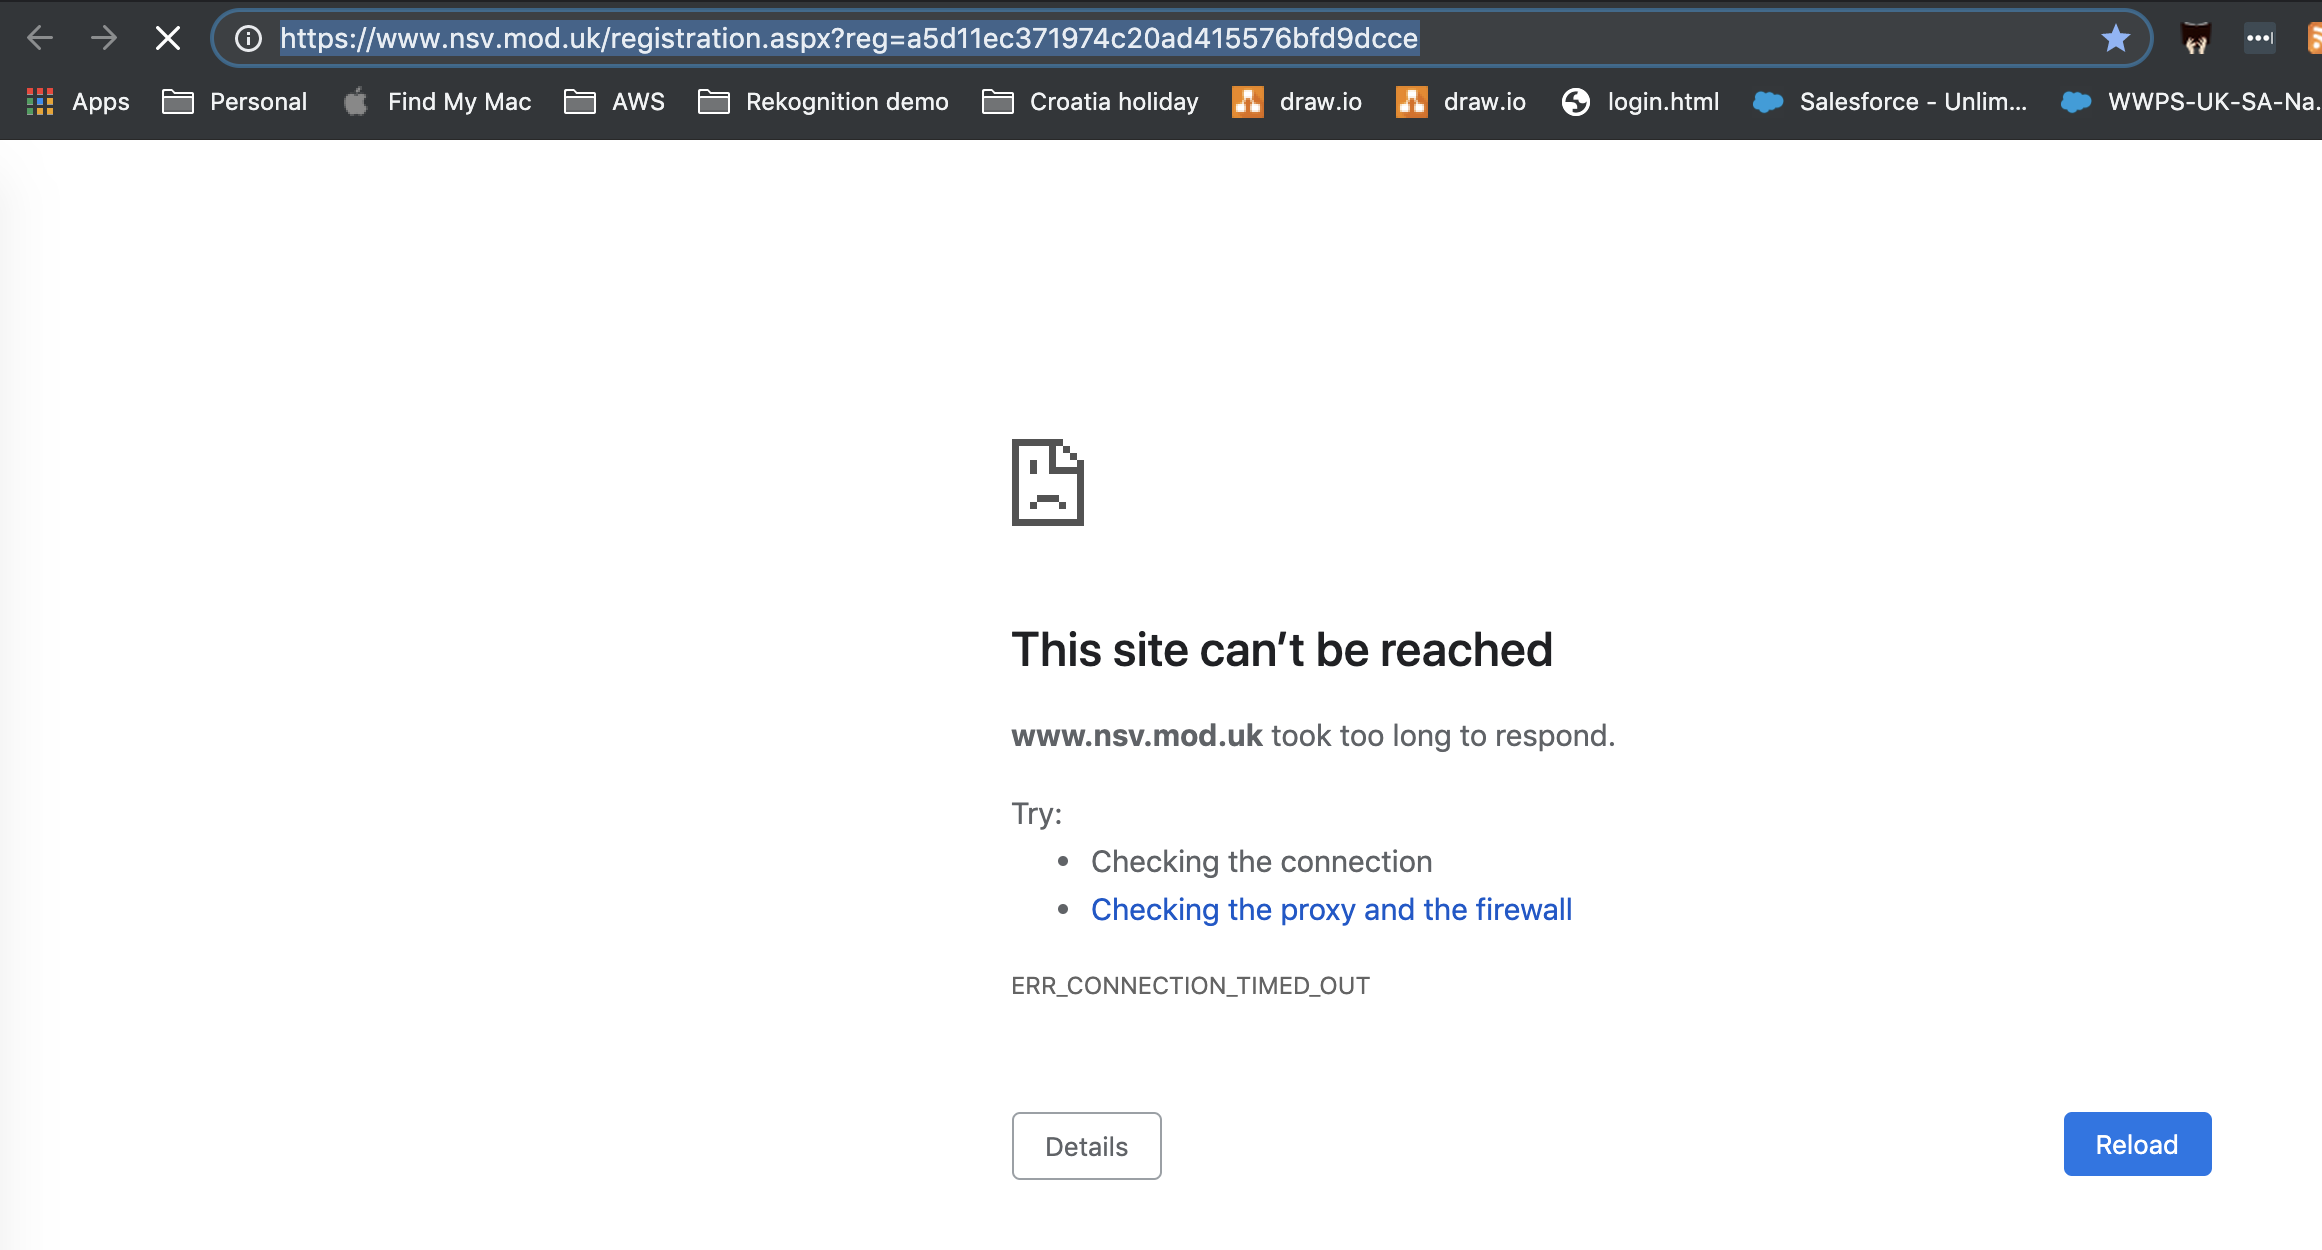 https://www.nsv.mod.uk/registration.aspx?reg=a5d11ec371974c20ad415576bfd9dcce
Apps Personal Find My Mac AWS Rekognition demo Croatia holiday draw.io draw.io login.html Salesforce - Unlim... WWPS-UK-SA-Na.
This site can’t be reached
www.nsv.mod.uk took too long to respond.
Try:
• Checking the connection
• Checking the proxy and the firewall
ERR_CONNECTION_TIMED_OUT
Details Reload